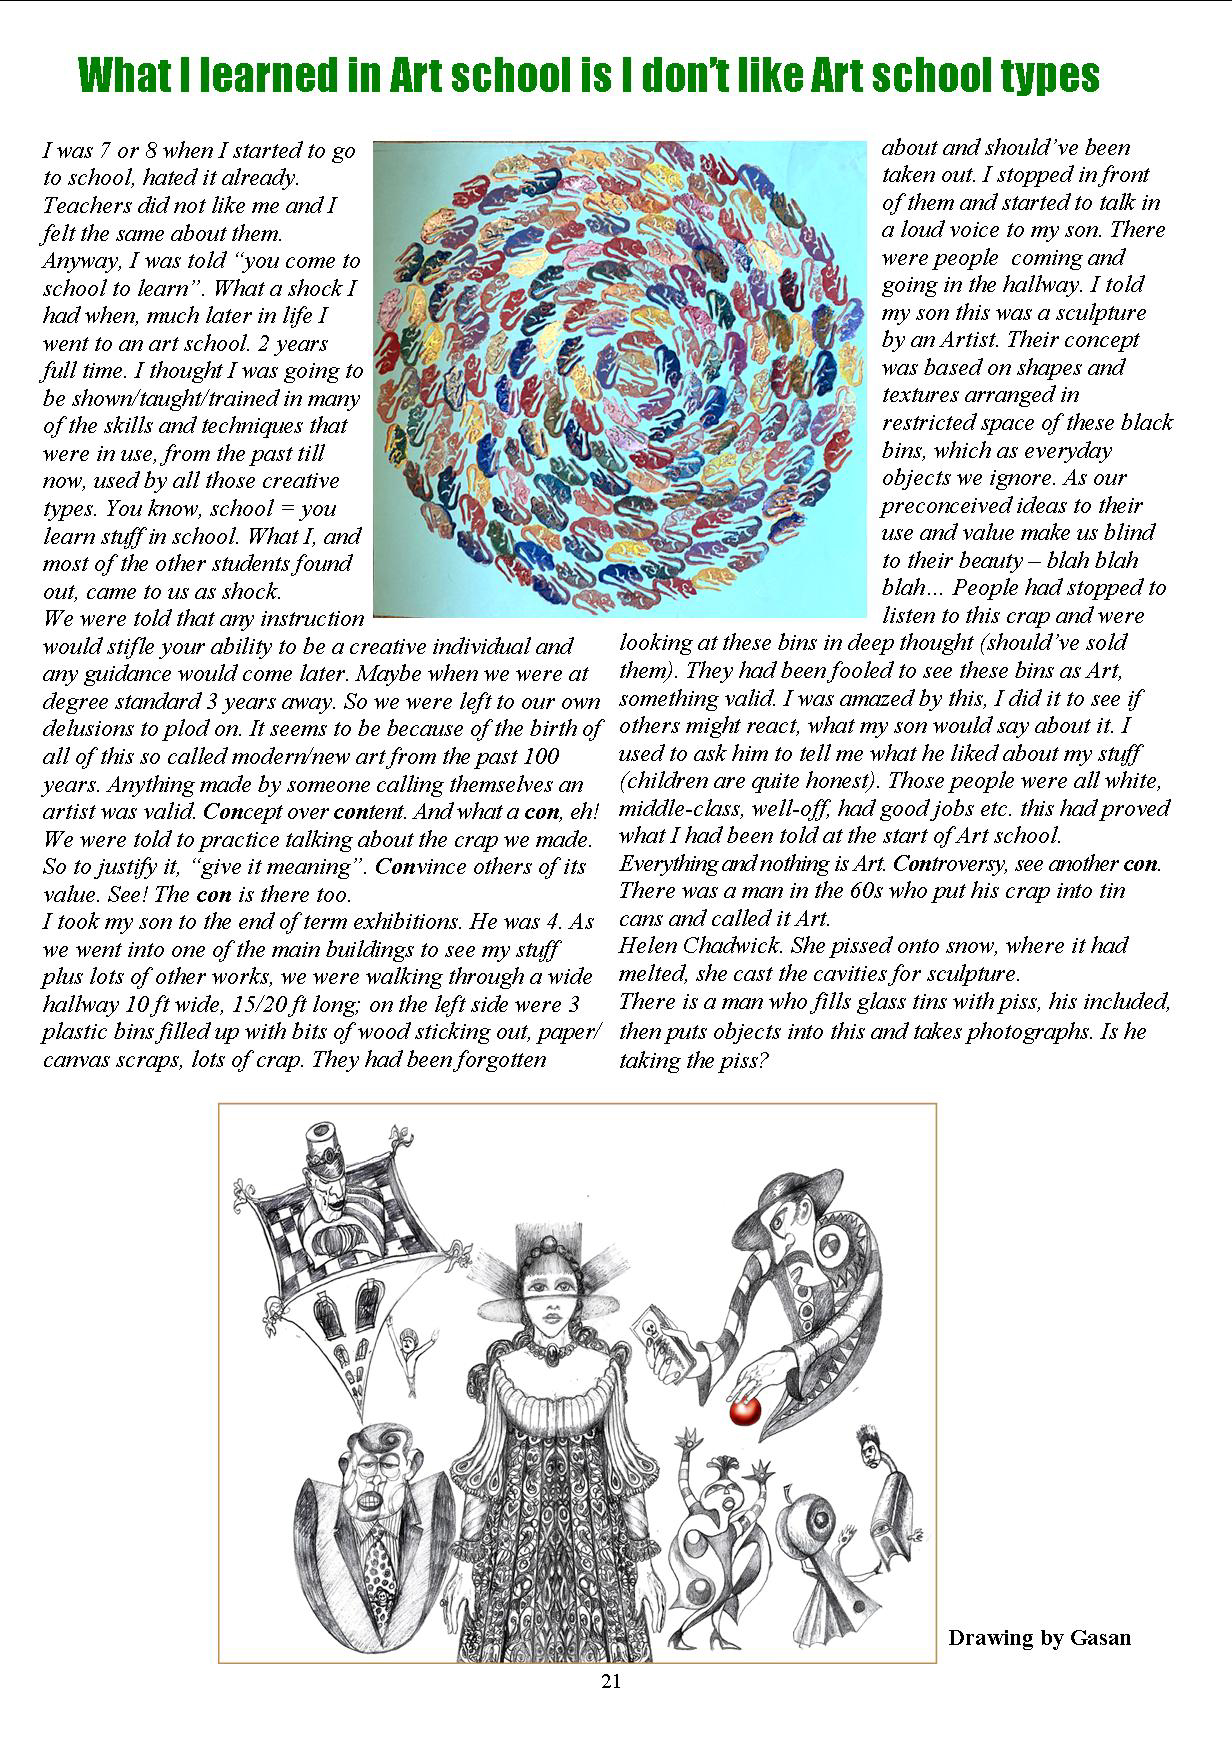 What I learned in Art school is I don’t like Art school types
I was 7 or 8 when I started to go
to school, hated it already.
Teachers did not like me and I
felt the same about them.
Anyway, I was told “you come to
school to learn”. What a shock I
had when, much later in life I
went to an art school. 2 years
full time. I thought I was going to
be shown/taught/trained in many
of the skills and techniques that
were in use, from the past till
now, used by all those creative
types. You know, school = you
learn stuff in school. What I, and
most of the other students found
out, came to us as shock.
We were told that any instruction
would stifle your ability to be a creative individual and
any guidance would come later. Maybe when we were at
degree standard 3 years away. So we were left to our own
delusions to plod on. It seems to be because of the birth of
all of this so called modern/new art from the past 100
years. Anything made by someone calling themselves an
artist was valid. Concept over content. And what a con, eh!
We were told to practice talking about the crap we made.
So to justify it, “give it meaning”. Convince others of its
value. See! The con is there too.
I took my son to the end of term exhibitions. He was 4. As
we went into one of the main buildings to see my stuff
plus lots of other works, we were walking through a wide
hallway 10 ft wide, 15/20 ft long; on the left side were 3
plastic bins filled up with bits of wood sticking out, paper/
canvas scraps, lots of crap. They had been forgotten
about and should’ve been
taken out. I stopped in front
of them and started to talk in
a loud voice to my son. There
were people coming and
going in the hallway. I told
my son this was a sculpture
by an Artist. Their concept
was based on shapes and
textures arranged in
restricted space of these black
bins, which as everyday
objects we ignore. As our
preconceived ideas to their
use and value make us blind
to their beauty – blah blah
blah… People had stopped to
listen to this crap and were
looking at these bins in deep thought (should’ve sold
them). They had been fooled to see these bins as Art,
something valid. I was amazed by this, I did it to see if
others might react, what my son would say about it. I
used to ask him to tell me what he liked about my stuff
(children are quite honest). Those people were all white,
middle-class, well-off, had good jobs etc. this had proved
what I had been told at the start of Art school.
Everything and nothing is Art. Controversy, see another con.
There was a man in the 60s who put his crap into tin
cans and called it Art.
Helen Chadwick. She pissed onto snow, where it had
melted, she cast the cavities for sculpture.
There is a man who fills glass tins with piss, his included,
then puts objects into this and takes photographs. Is he
taking the piss?
Drawing by Gasan
21